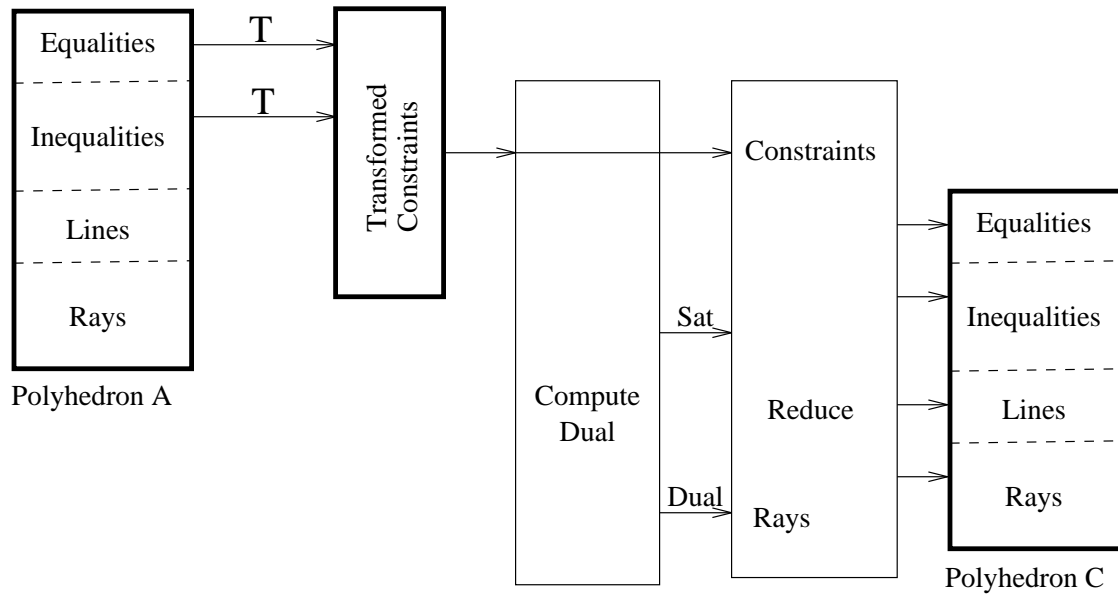 Equalities
Inequalities
Lines
Rays
Polyhedron A
T
T
Transformed
Constraints
Compute
Dual
Sat
Dual
Constraints
Reduce
Rays
Equalities
Inequalities
Lines
Rays
Polyhedron C